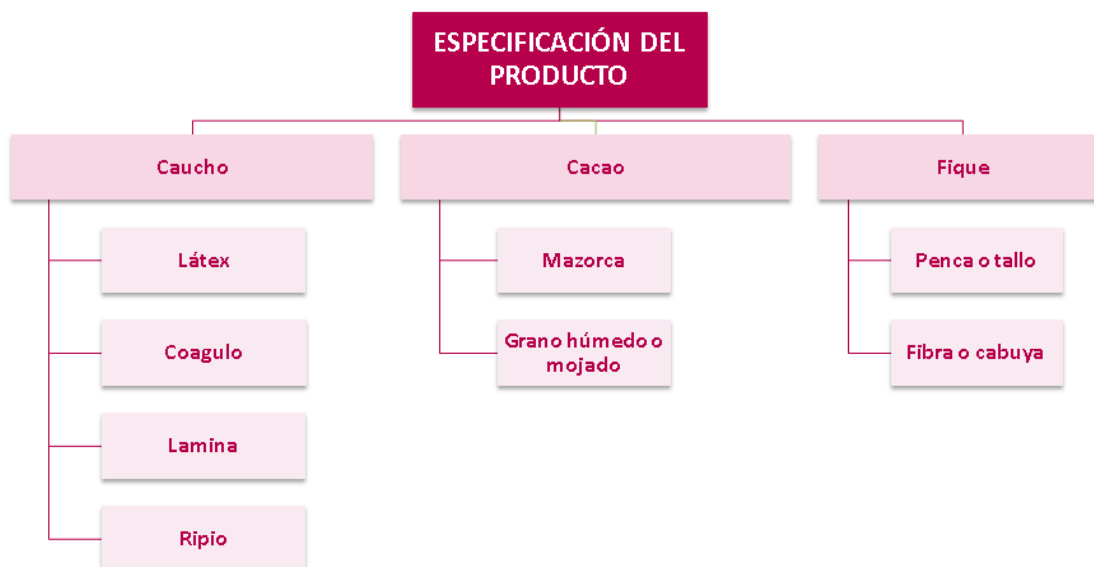 ESPECIFICACIÓN DEL
PRODUCTO
Caucho
Látex
Coagulo
Lamina
Ripio
Cacao
Mazorca
Grano húmedo o
mojado
Fique
Penca o tallo
Fibra o cabuya